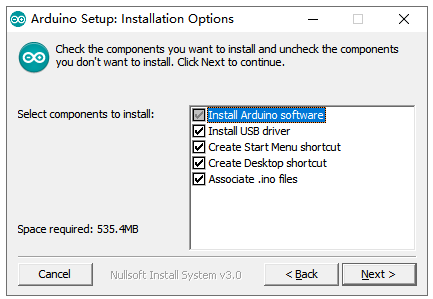 Arduino Setup: Installation Options
Check the components you want to install and uncheck the components
you don't want to install. Click Next to continue.
Select components to install:
Install Arduino software
Install USB driver
Create Start Menu shortcut
Create Desktop shortcut
Associate .ino files
Space required: 535.4MB
Cancel
Nullsoft Install System v3.0
< Back
Next >